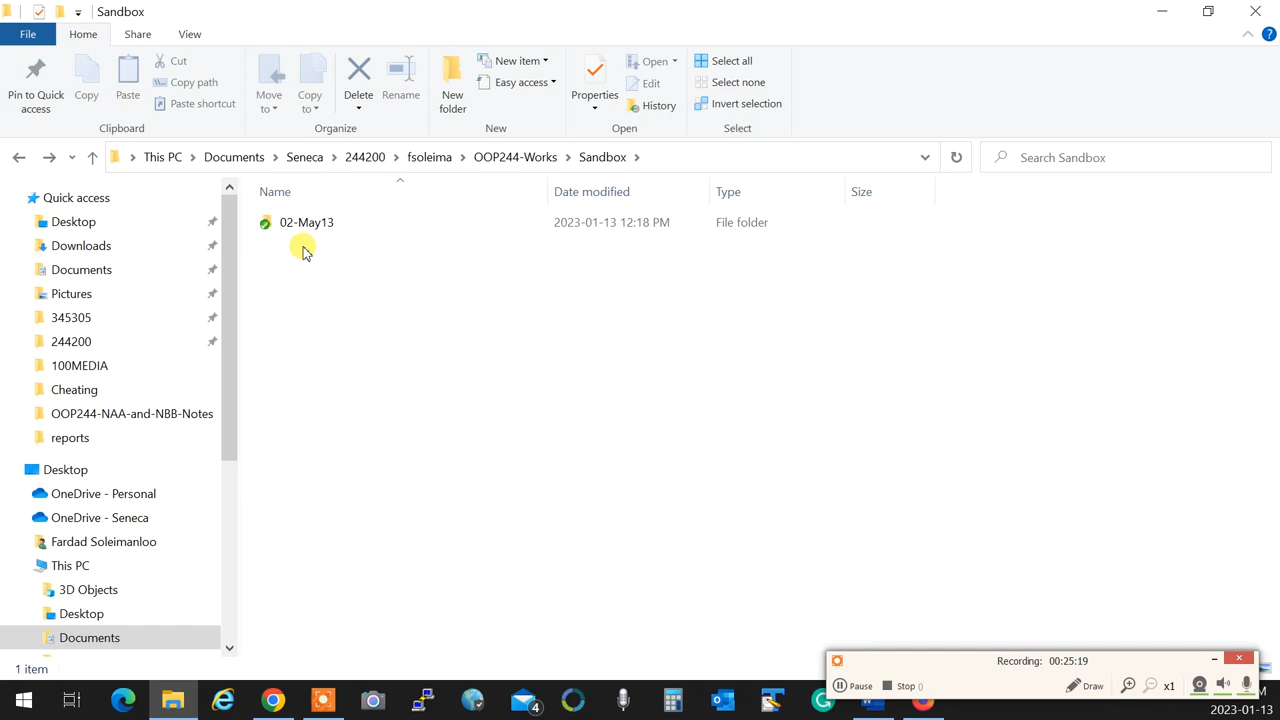 Sandbox
File Home Share View
Pin to Quick access
Copy
Paste
Cut
Copy path
Paste shortcut
Clipboard
Move to
Copy to
Delete
Rename
Organize
New folder
New item
Easy access
New
Properties
Open
Edit
History
Open
Select all
Select none
Invert selection
Select
This PC > Documents > Seneca > 244200 > fsoleima > OOP244-Works > Sandbox >
Search Sandbox
Name Date modified Type Size
02-May13 2023-01-13 12:18 PM File folder
Quick access
Desktop
Downloads
Documents
Pictures
345305
244200
100MEDIA
Cheating
OOP244-NAA-and-NBB-Notes
reports
Desktop
OneDrive - Personal
OneDrive - Seneca
Fardad Soleimanloo
This PC
3D Objects
Desktop
Documents
1 item
Recording: 00:25:19
Pause Stop () Draw x1
4
2023-01-13